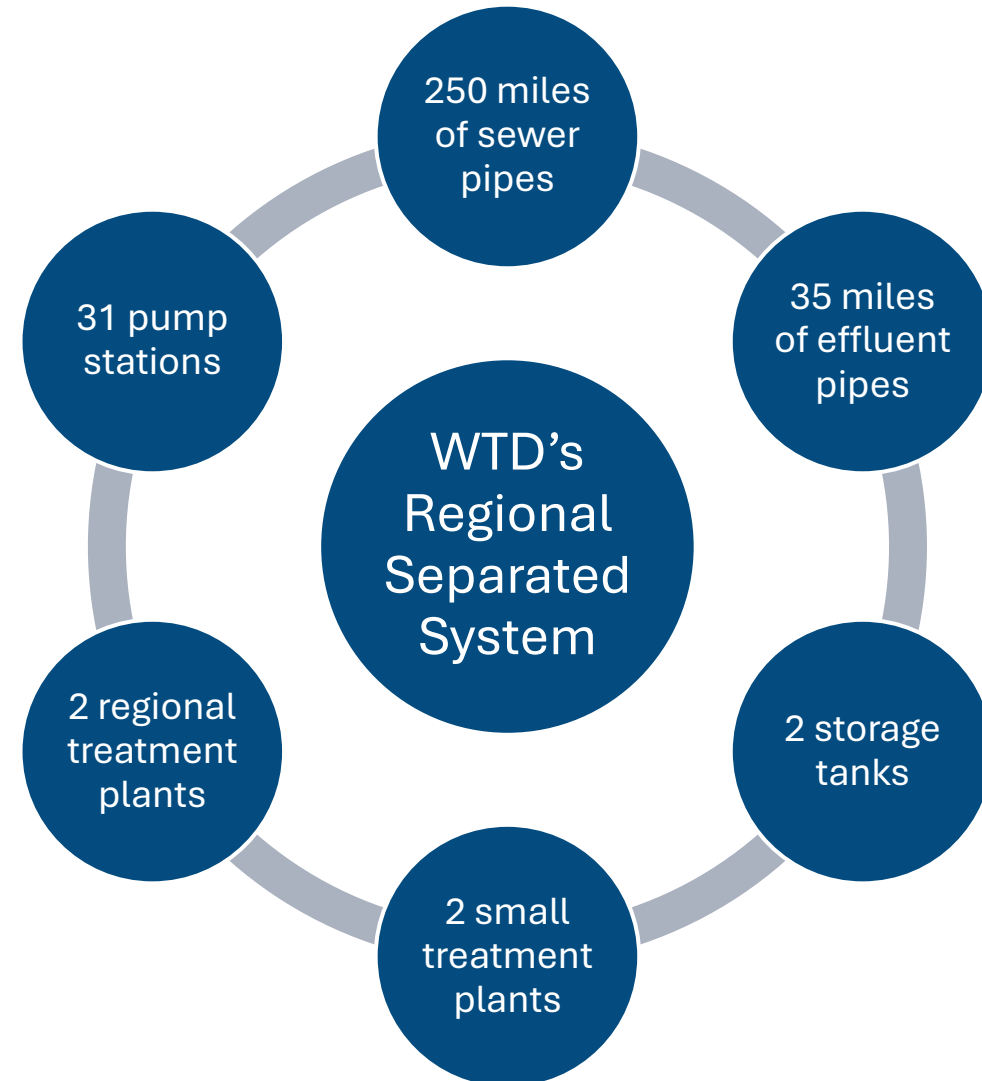 250 miles
of sewer
pipes
35 miles
of effluent
pipes
2 storage
tanks
2 small
treatment
plants
2 regional
treatment
plants
31 pump
stations
WTD’s
Regional
Separated
System